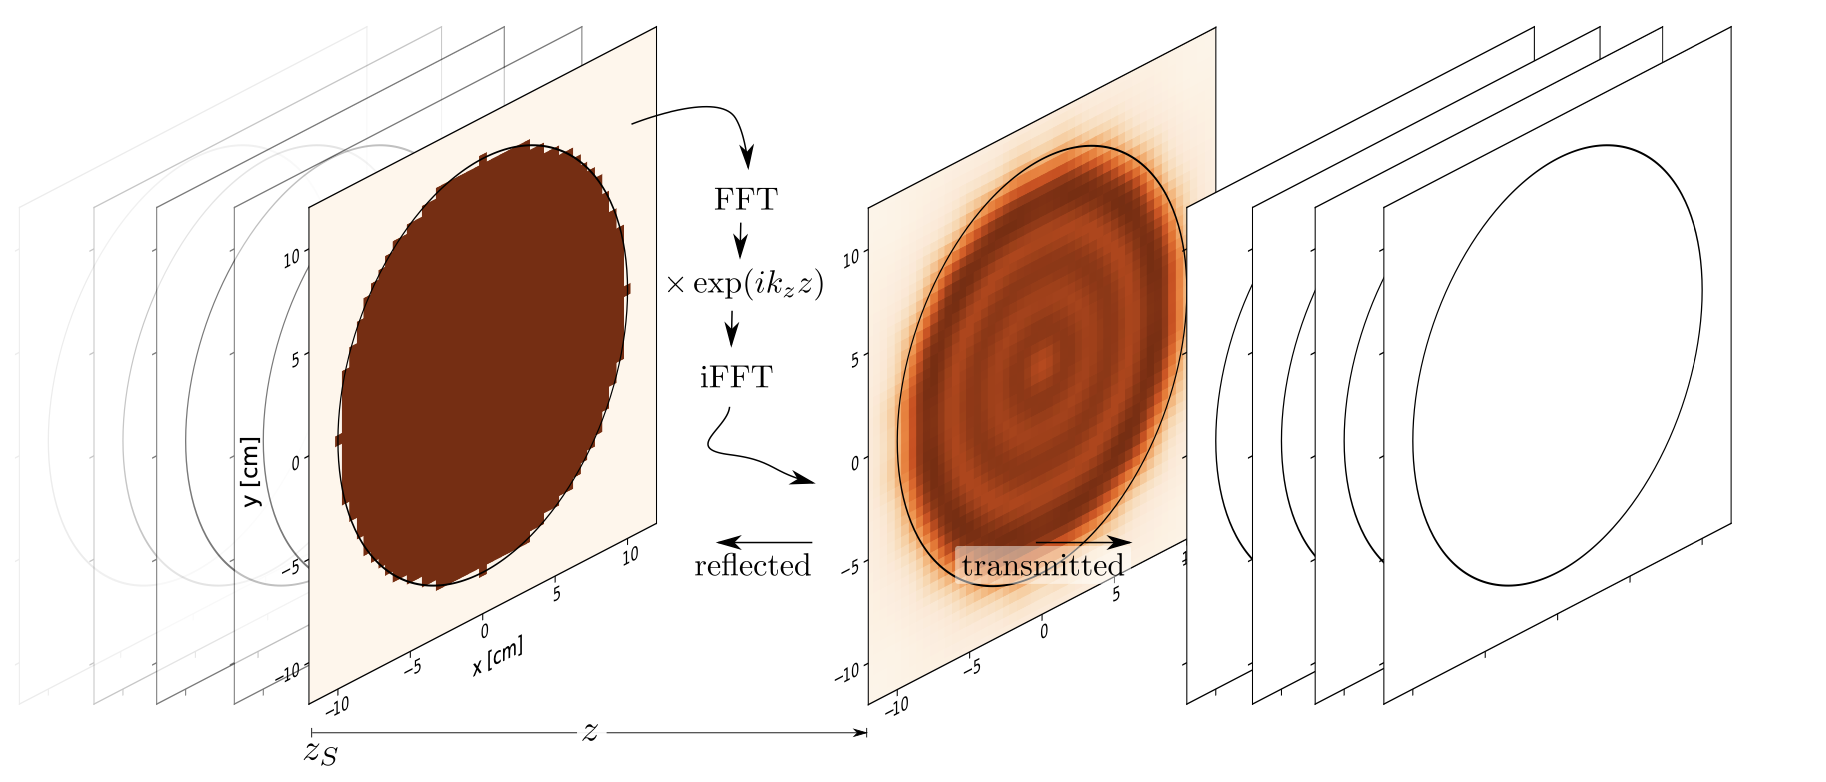 FFT
× exp(ik_z z)
iFFT
reflected
transmitted
y [cm]
10
5
0
−5
−10
−10
−5
0
5
10
x [cm]
10
5
0
−5
−10
−10
−5
0
5
z
z_S